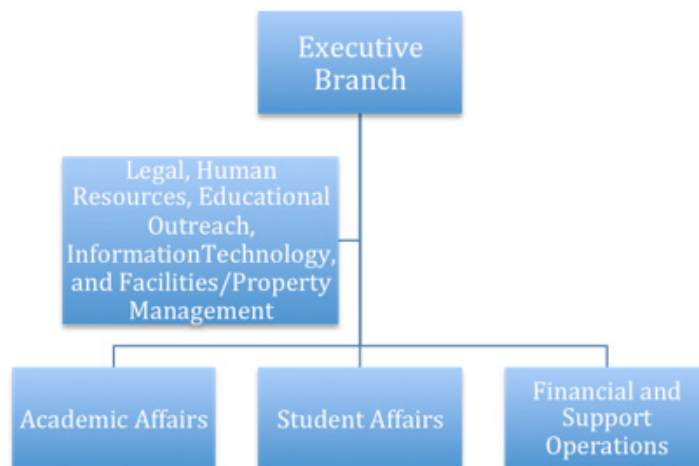 Executive
Branch
Legal, Human
Resources, Educational
Outreach,
InformationTechnology,
and Facilities/Property
Management
Academic Affairs
Student Affairs
Financial and
Support
Operations